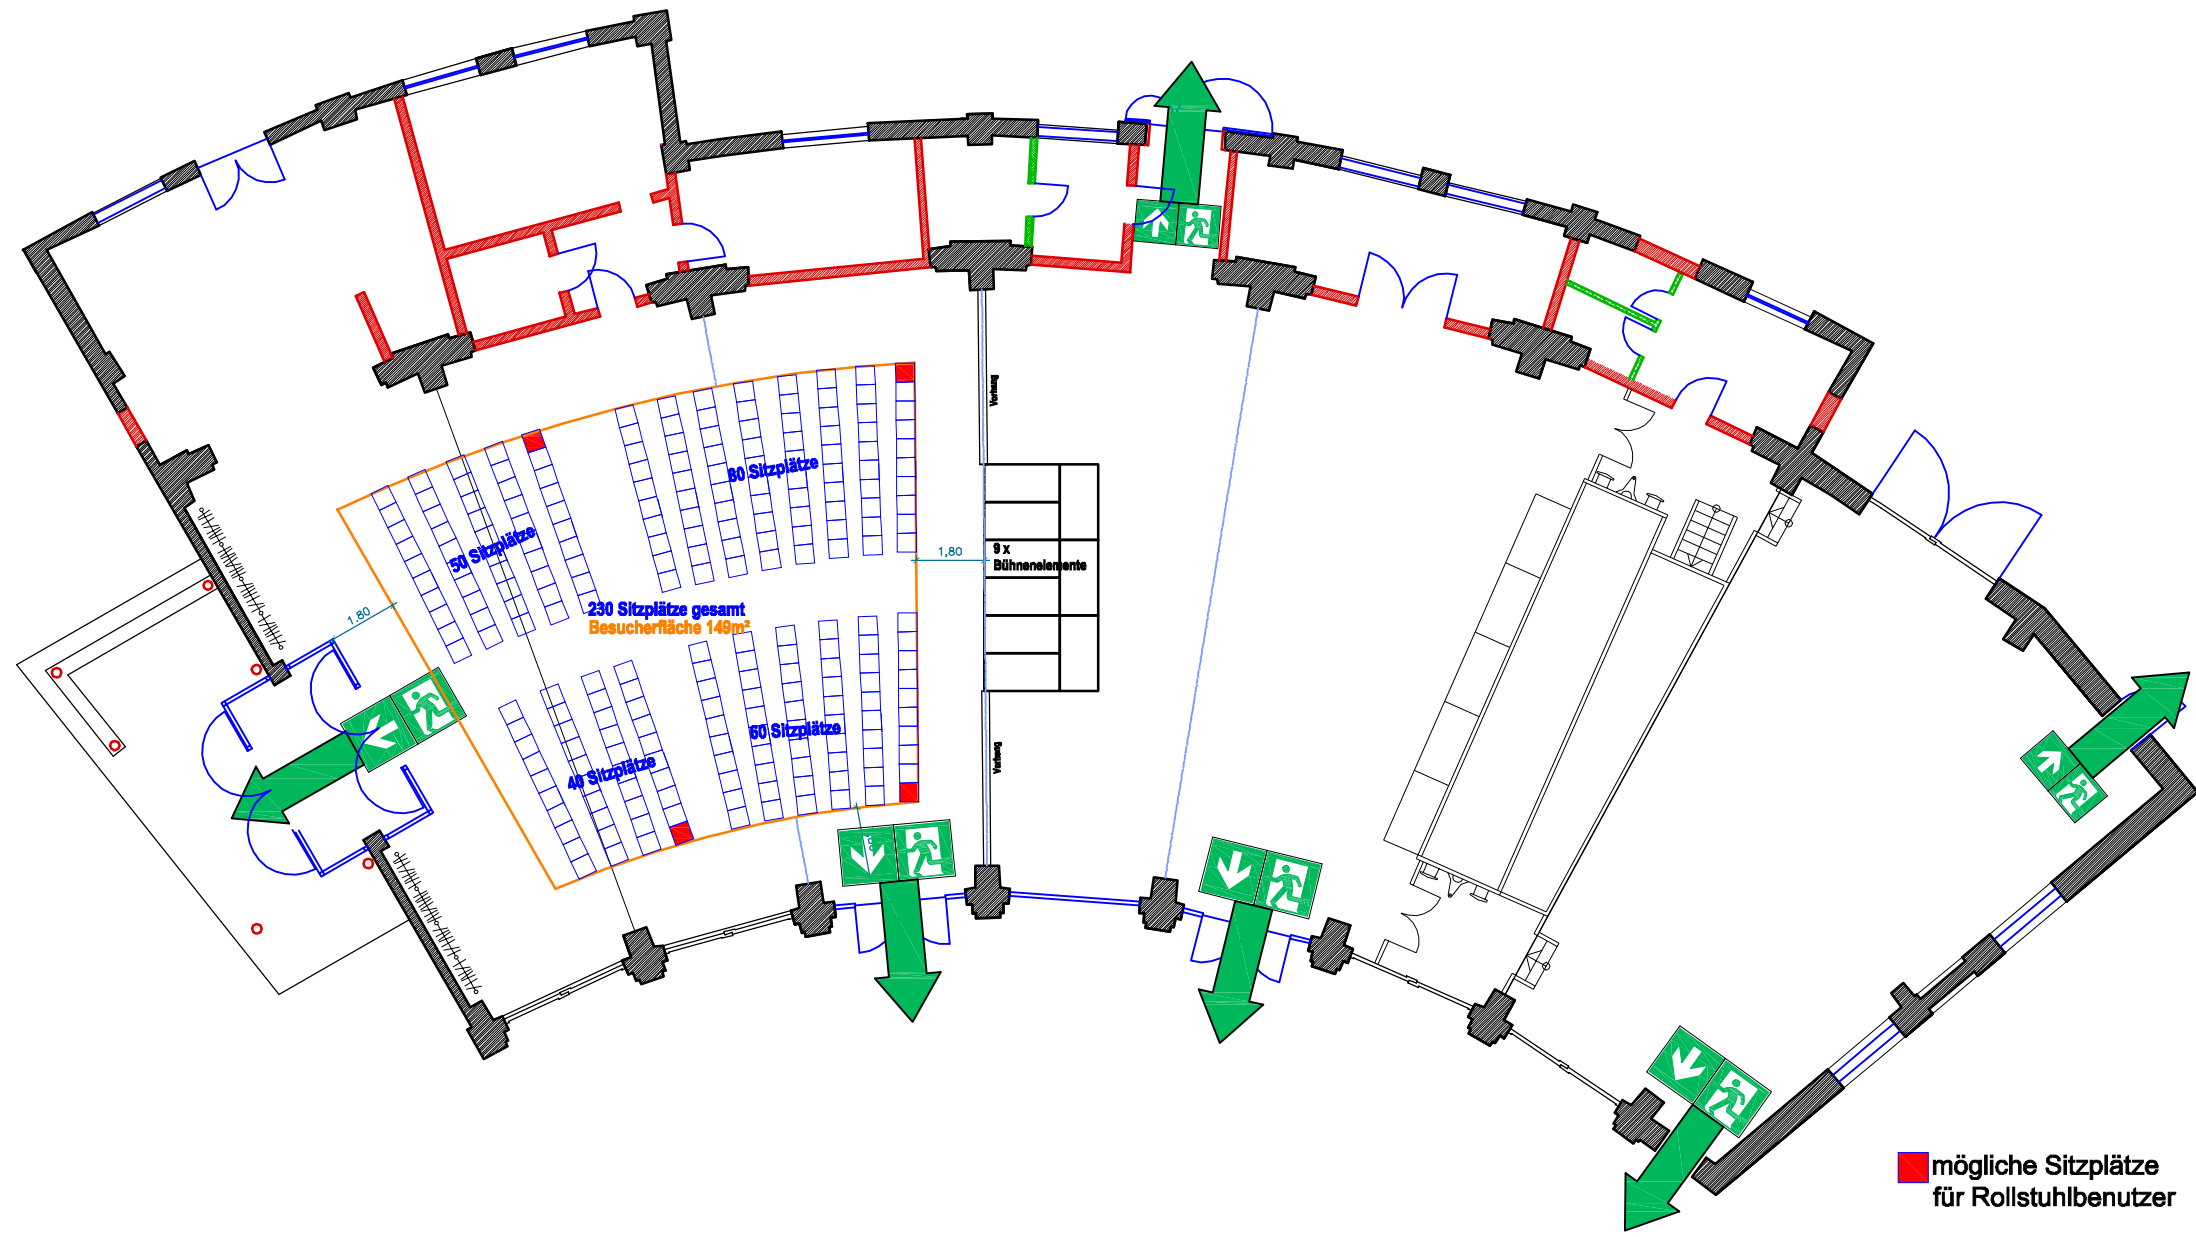 Vorhang
80 Sitzplätze
50 Sitzplätze
1,80
9 x
Bühnenelemente
230 Sitzplätze gesamt
Besucherfläche 149m²
1,80
60 Sitzplätze
Vorhang
40 Sitzplätze
mögliche Sitzplätze
für Rollstuhlbenutzer